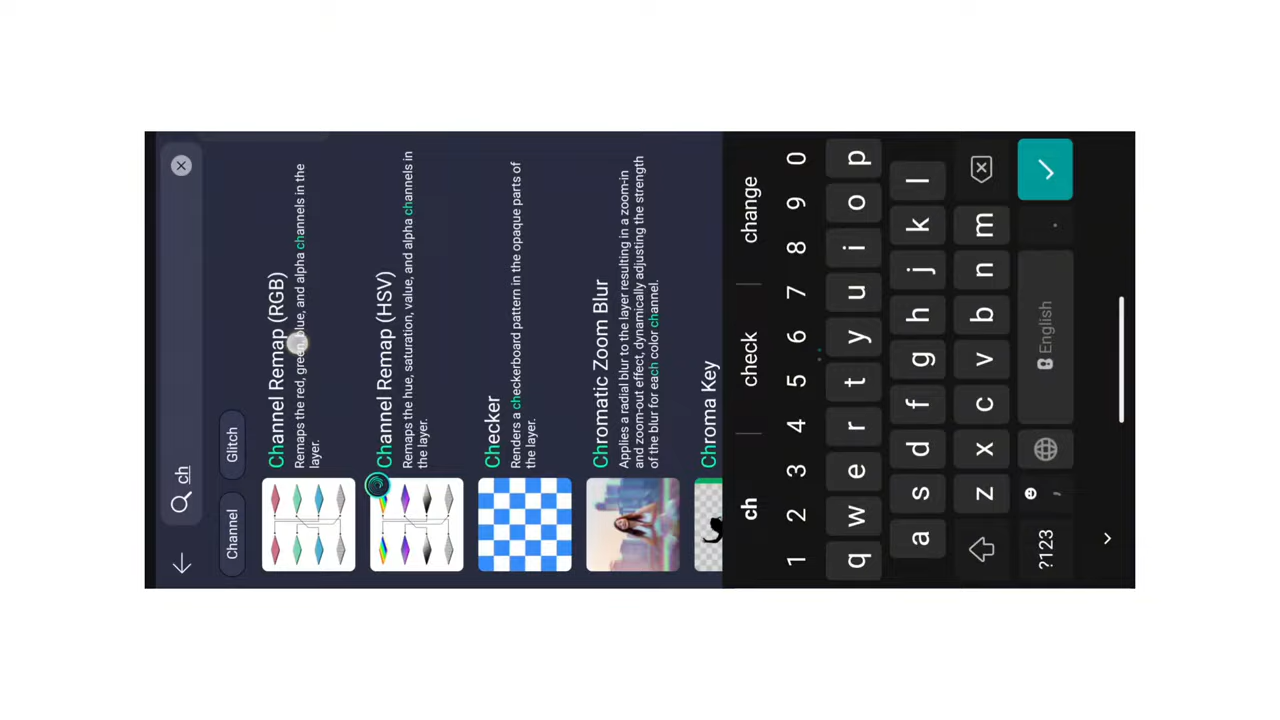 ch
Channel
Glitch
Channel Remap (RGB)
Remaps the red, green, blue, and alpha channels in the
layer.
Channel Remap (HSV)
Remaps the hue, saturation, value, and alpha channels in
the layer.
Checker
Renders a checkerboard pattern in the opaque parts of
the layer.
Chromatic Zoom Blur
Applies a radial blur to the layer resulting in a zoom-in
and zoom-out effect, dynamically adjusting the strength
of the blur for each color channel.
Chroma Key
ch check change
1 2 3 4 5 6 7 8 9 0
q w e r t y u i o p
a s d f g h j k l
z x c v b n m
?123 , English .